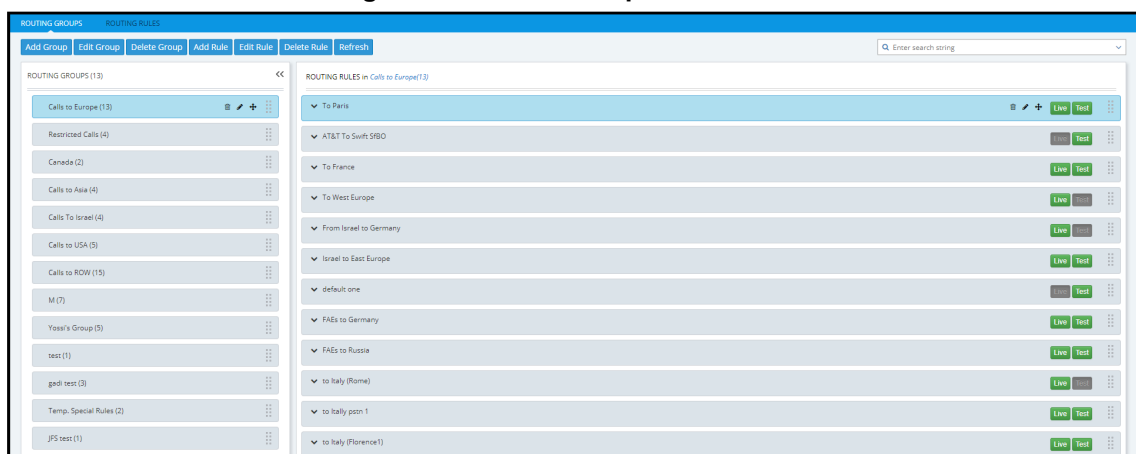 ROUTING GROUPS ROUTING RULES
Add Group Edit Group Delete Group Add Rule Edit Rule Delete Rule Refresh
Enter search string
ROUTING GROUPS (13)
Calls to Europe (13)
Restricted Calls (4)
Canada (2)
Calls to Asia (4)
Calls To Israel (4)
Calls to USA (5)
Calls to ROW (15)
M (7)
Yossi's Group (5)
test (1)
gadi test (3)
Temp. Special Rules (2)
JFS test (1)
ROUTING RULES in Calls to Europe(13)
To Paris Live Test
AT&T To Swift SfBO Live Test
To France Live Test
To West Europe Live Test
From Israel to Germany Live Test
Israel to East Europe Live Test
default one Live Test
FAEs to Germany Live Test
FAEs to Russia Live Test
to Italy (Rome) Live Test
to Itally pstn 1 Live Test
to Italy (Florence1) Live Test